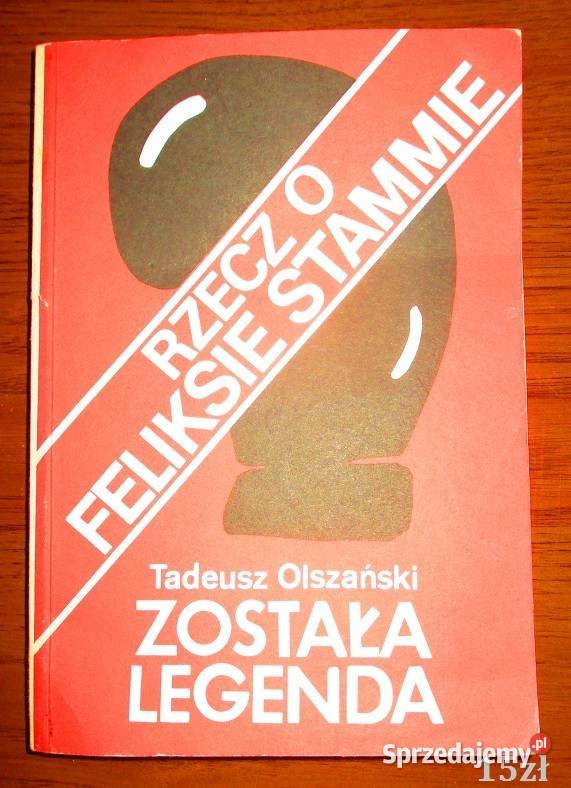 RZECZ O
FELIKSIE STAMMIE
Tadeusz Olszański
ZOSTAŁA
LEGENDA
Sprzedajemy.pl
15zł